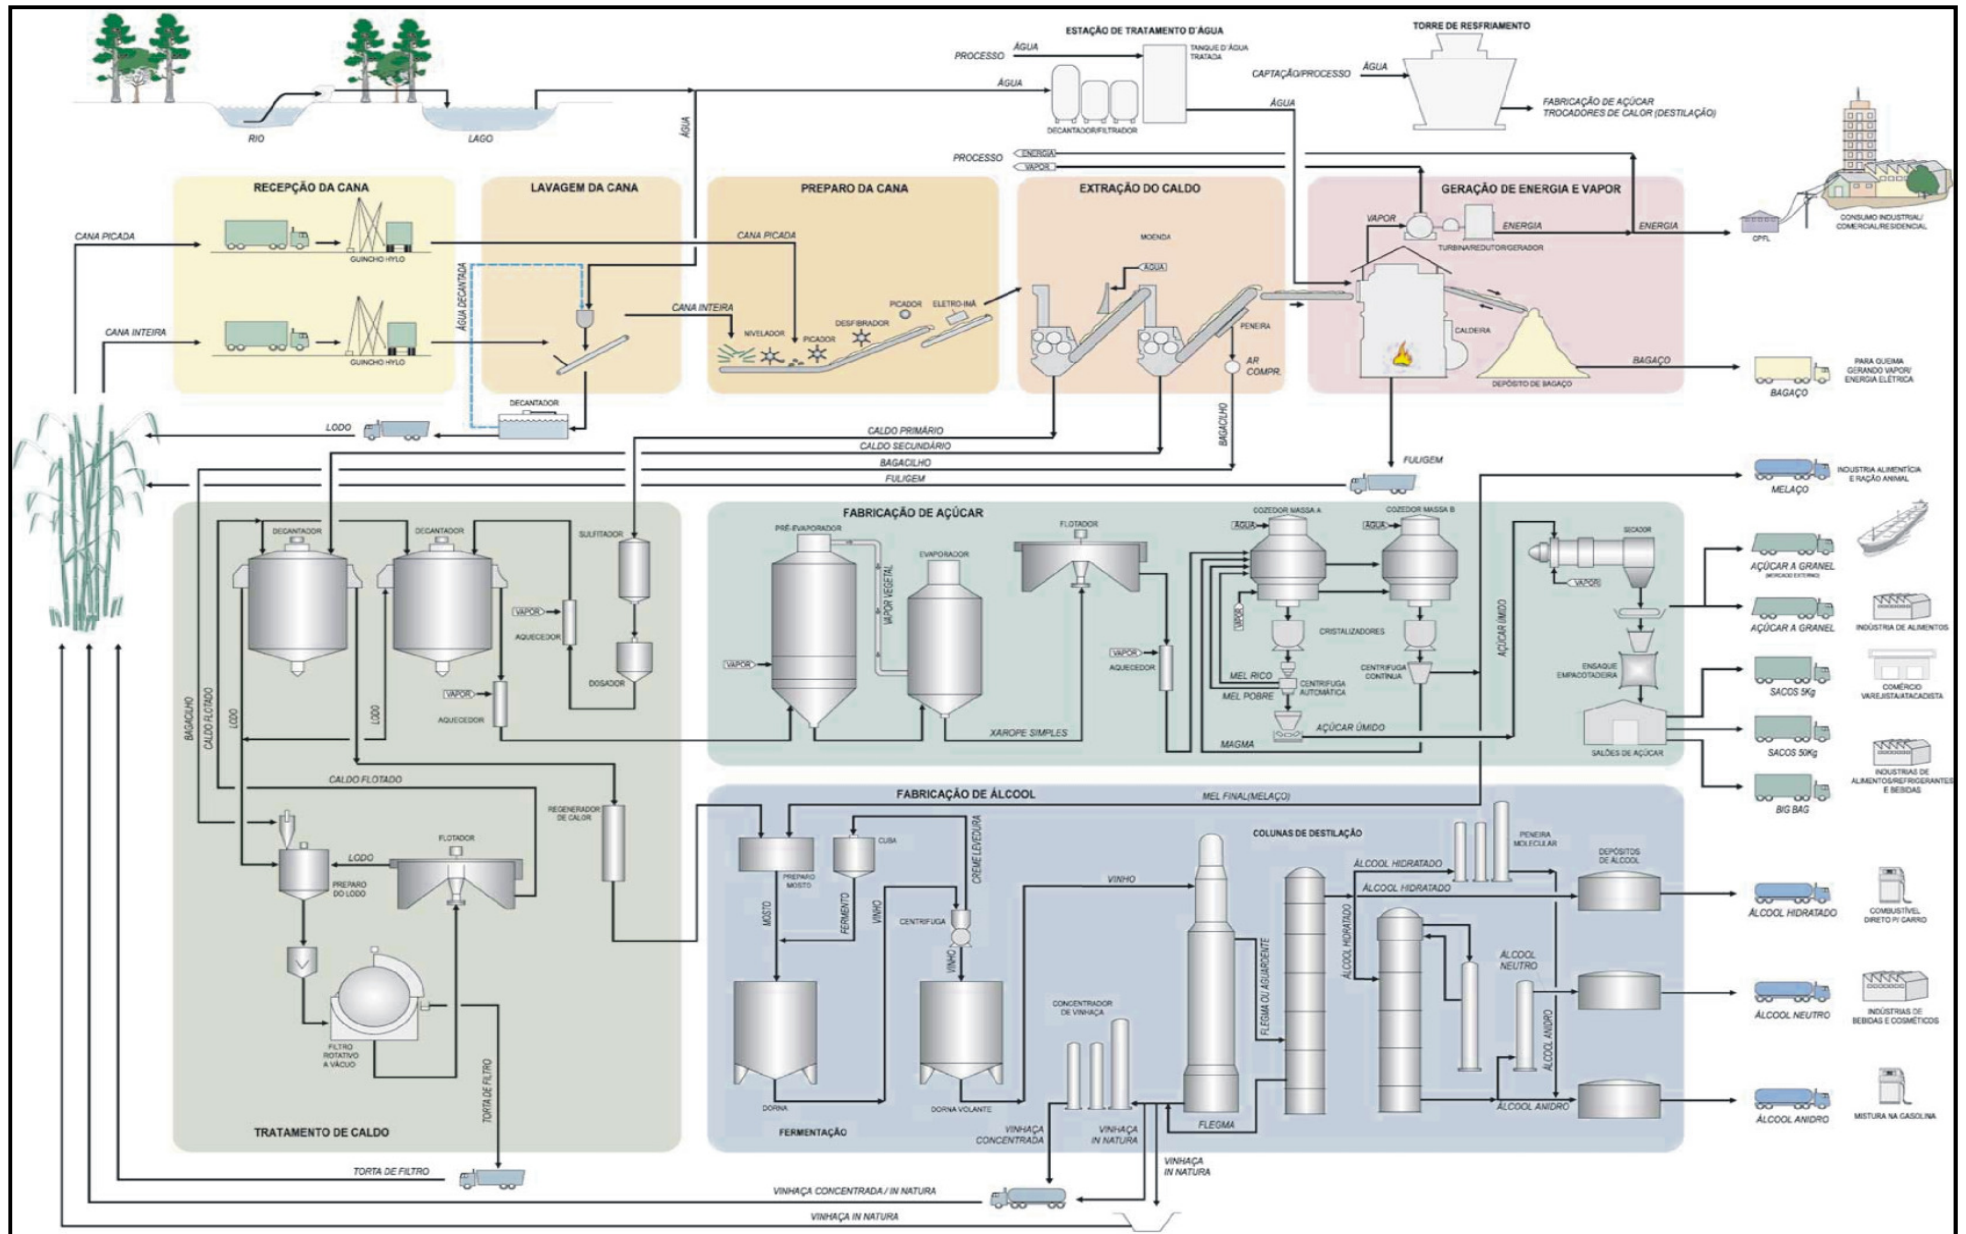 ESTAÇÃO DE TRATAMENTO D'ÁGUA
TORRE DE RESFRIAMENTO
PROCESSO
ÁGUA
TANQUE D'ÁGUA
TRATADA
ÁGUA
CAPTAÇÃO/PROCESSO
ÁGUA
ÁGUA
FABRICAÇÃO DE AÇÚCAR
TROCADORES DE CALOR (DESTILAÇÃO)
DECANTADOR/FILTRADOR
RIO
LAGO
ÁGUA
PROCESSO
ENERGIA
VAPOR
RECEPÇÃO DA CANA
LAVAGEM DA CANA
PREPARO DA CANA
EXTRAÇÃO DO CALDO
GERAÇÃO DE ENERGIA E VAPOR
CANA PICADA
GUINCHO HYLO
CANA PICADA
MOENDA
ÁGUA
VAPOR
ENERGIA
TURBINA/REDUTOR/GERADOR
ENERGIA
CPFL
CONSUMO INDUSTRIAL/
COMERCIAL/RESIDENCIAL
CANA INTEIRA
GUINCHO HYLO
ÁGUA DECANTADA
CANA INTEIRA
NIVELADOR
PICADOR
DESFIBRADOR
PICADOR
ELETRO-IMÃ
PENEIRA
AR
COMPR.
CALDEIRA
DEPÓSITO DE BAGAÇO
BAGAÇO
BAGAÇO
PARA QUEIMA
GERANDO VAPOR/
ENERGIA ELÉTRICA
DECANTADOR
LODO
CALDO PRIMÁRIO
CALDO SECUNDÁRIO
BAGACILHO
FULIGEM
BAGACILHO
FULIGEM
MELAÇO
INDUSTRIA ALIMENTÍCIA
E RAÇÃO ANIMAL
DECANTADOR
DECANTADOR
SULFITADOR
VAPOR
AQUECEDOR
DOSADOR
VAPOR
AQUECEDOR
BAGACILHO
CALDO FLOTADO
LODO
LODO
CALDO FLOTADO
REGENERADOR
DE CALOR
FLOTADOR
LODO
PREPARO
DO LODO
FILTRO
ROTATIVO
A VÁCUO
TORTA DE FILTRO
TRATAMENTO DE CALDO
FABRICAÇÃO DE AÇÚCAR
PRÉ-EVAPORADOR
VAPOR VEGETAL
EVAPORADOR
VAPOR
FLOTADOR
XAROPE SIMPLES
VAPOR
AQUECEDOR
COZEDOR MASSA A
ÁGUA
COZEDOR MASSA B
ÁGUA
VAPOR
CRISTALIZADORES
MEL RICO
MEL POBRE
CENTRIFUGA
AUTOMÁTICA
CENTRIFUGA
CONTÍNUA
AÇÚCAR ÚMIDO
MAGMA
AÇÚCAR ÚMIDO
SECADOR
VAPOR
ENSAQUE
EMPACOTADEIRA
SALÕES DE AÇÚCAR
AÇÚCAR A GRANEL
(MERCADO EXTERNO)
AÇÚCAR A GRANEL
INDÚSTRIA DE ALIMENTOS
SACOS 5Kg
COMÉRCIO
VAREJISTA/ATACADISTA
SACOS 50Kg
INDUSTRIAS DE
ALIMENTOS/REFRIGERANTES
E BEBIDAS
BIG BAG
FABRICAÇÃO DE ÁLCOOL
MEL FINAL(MELAÇO)
PREPARO
MOSTO
CUBA
CREME LEVEDURA
MOSTO
FERMENTO
VINHO
CENTRIFUGA
VINHO
DORNA
DORNA VOLANTE
FERMENTAÇÃO
VINHO
COLUNAS DE DESTILAÇÃO
CONCENTRADOR
DE VINHAÇA
FLEGMA OU AGUARDENTE
FLEGMA
ÁLCOOL HIDRATADO
ÁLCOOL HIDRATADO
ÁLCOOL HIDRATADO
PENEIRA
MOLECULAR
DEPÓSITOS
DE ÁLCOOL
ÁLCOOL
NEUTRO
ÁLCOOL ANIDRO
ÁLCOOL ANIDRO
ÁLCOOL HIDRATADO
COMBUSTÍVEL
DIRETO P/ CARRO
ÁLCOOL NEUTRO
INDÚSTRIAS DE
BEBIDAS E COSMÉTICOS
ÁLCOOL ANIDRO
MISTURA NA GASOLINA
VINHAÇA
CONCENTRADA
VINHAÇA
IN NATURA
VINHAÇA
IN NATURA
TORTA DE FILTRO
VINHAÇA CONCENTRADA / IN NATURA
VINHAÇA IN NATURA